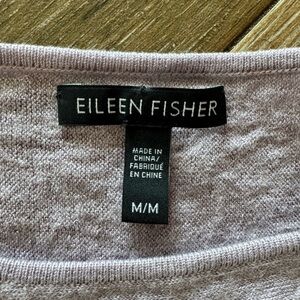 EILEEN FISHER
MADE IN
CHINA/
FABRIQUÉ
EN CHINE
M/M